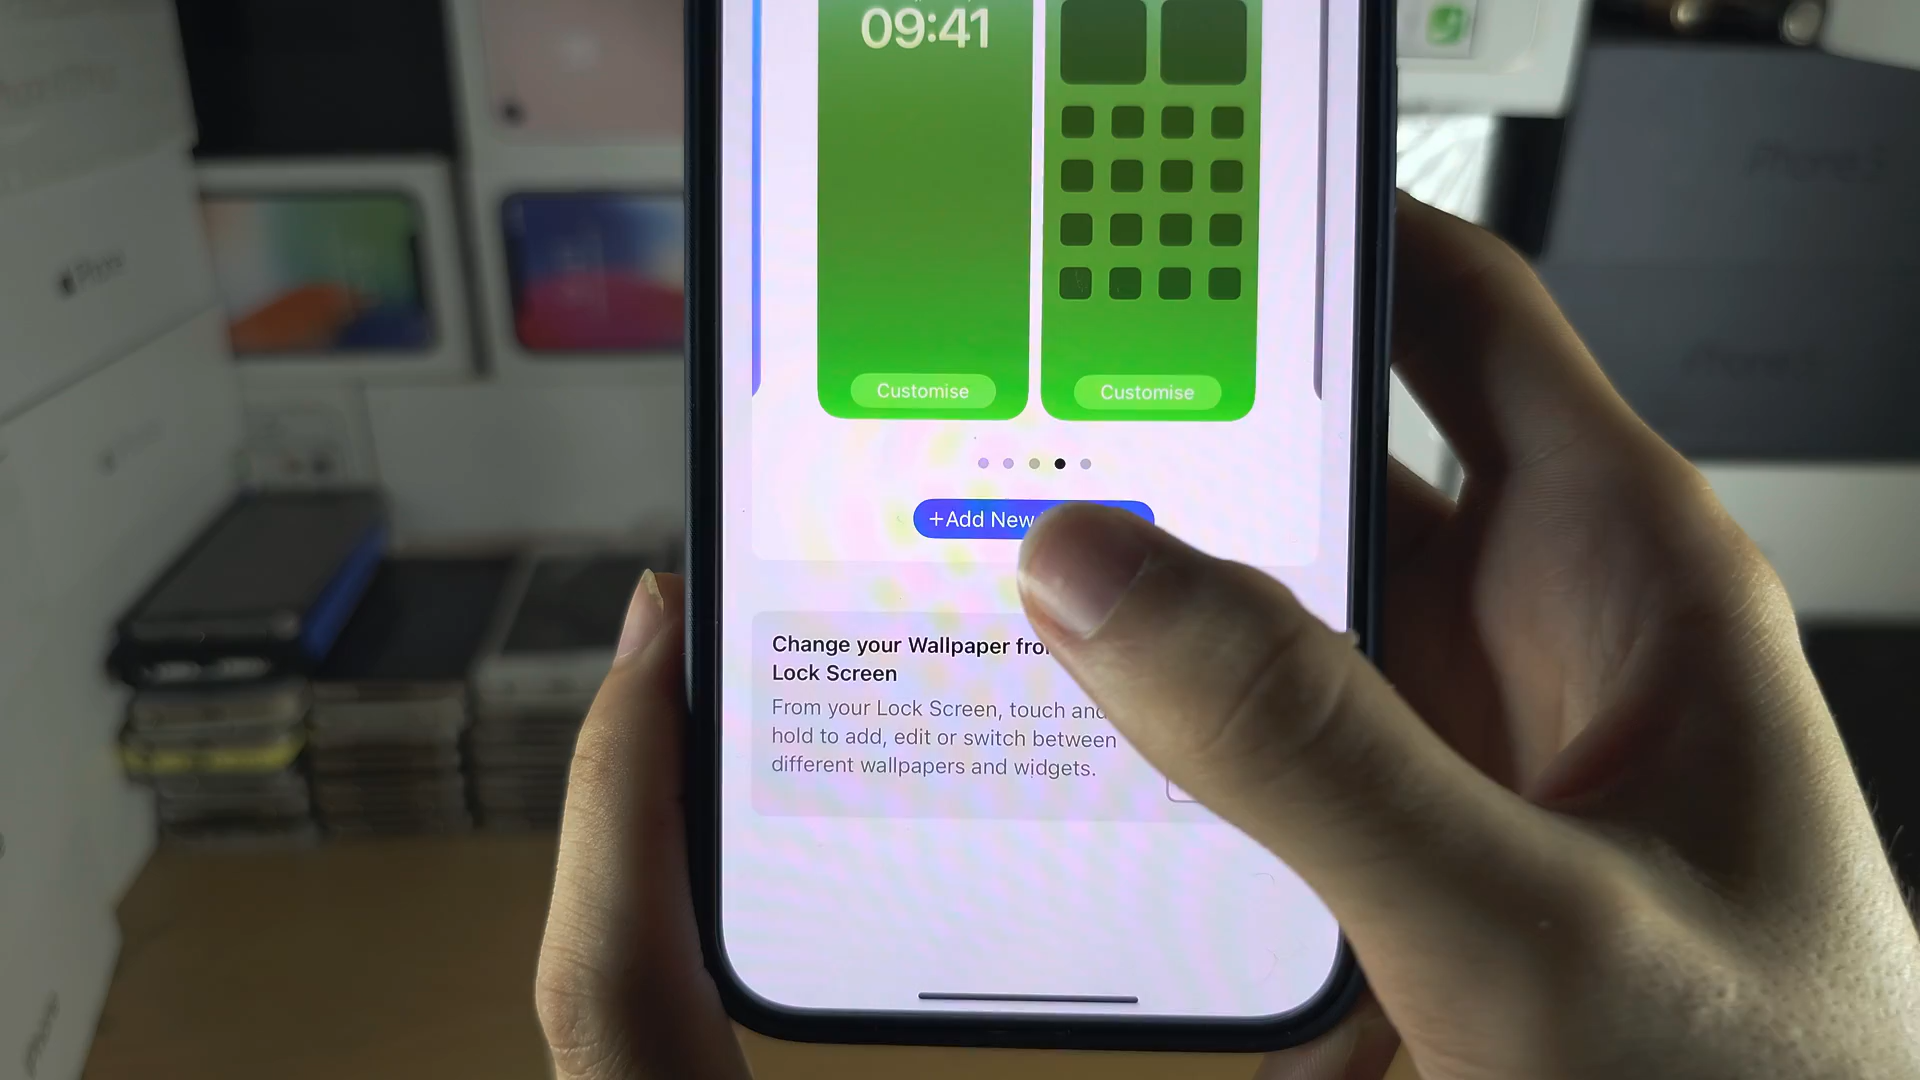 09:41
Customise
Customise
+Add New
Change your Wallpaper
Lock Screen
From your Lock Screen, touch and
hold to add, edit or switch between
different wallpapers and widgets.
iPhone